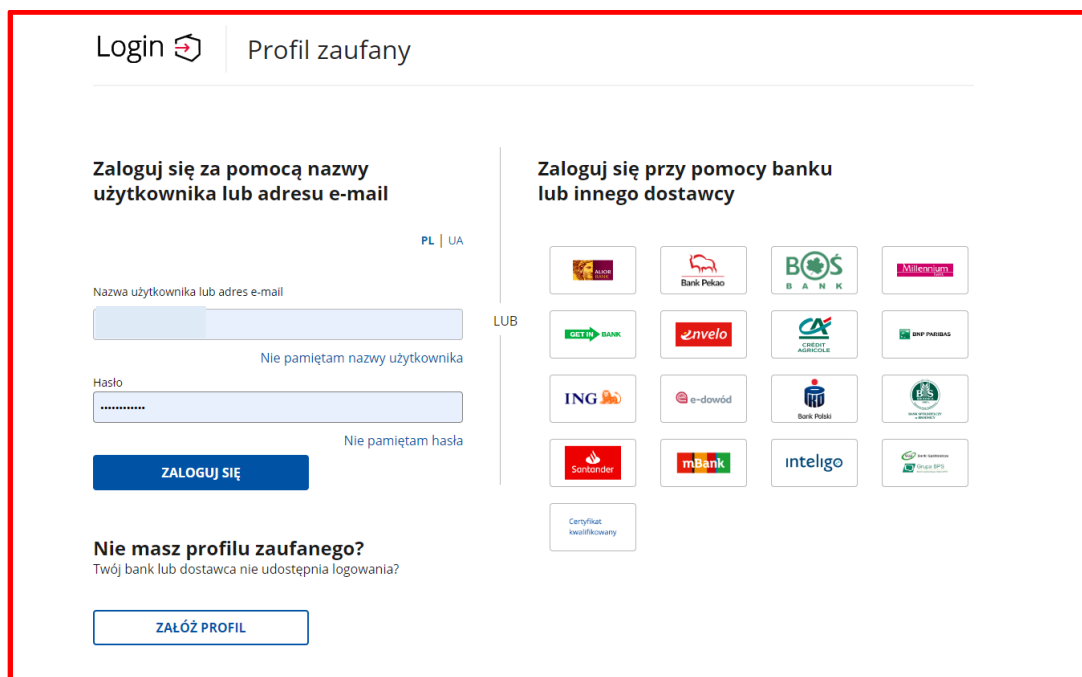 Login
Profil zaufany
Zaloguj się za pomocą nazwy
użytkownika lub adresu e-mail
PL | UA
Nazwa użytkownika lub adres e-mail
Nie pamiętam nazwy użytkownika
Hasło
••••••••••••
Nie pamiętam hasła
ZALOGUJ SIĘ
Nie masz profilu zaufanego?
Twój bank lub dostawca nie udostępnia logowania?
ZAŁÓŻ PROFIL
LUB
Zaloguj się przy pomocy banku
lub innego dostawcy
ALIOR
BANK
Bank Pekao
BOŚ
BANK
Millennium
GETIN BANK
envelo
CRÉDIT
AGRICOLE
BNP PARIBAS
ING
e-dowód
Bank Polski
BS
Santander
mBank
inteligo
Grupa BPS
Certyfikat
kwalifikowany